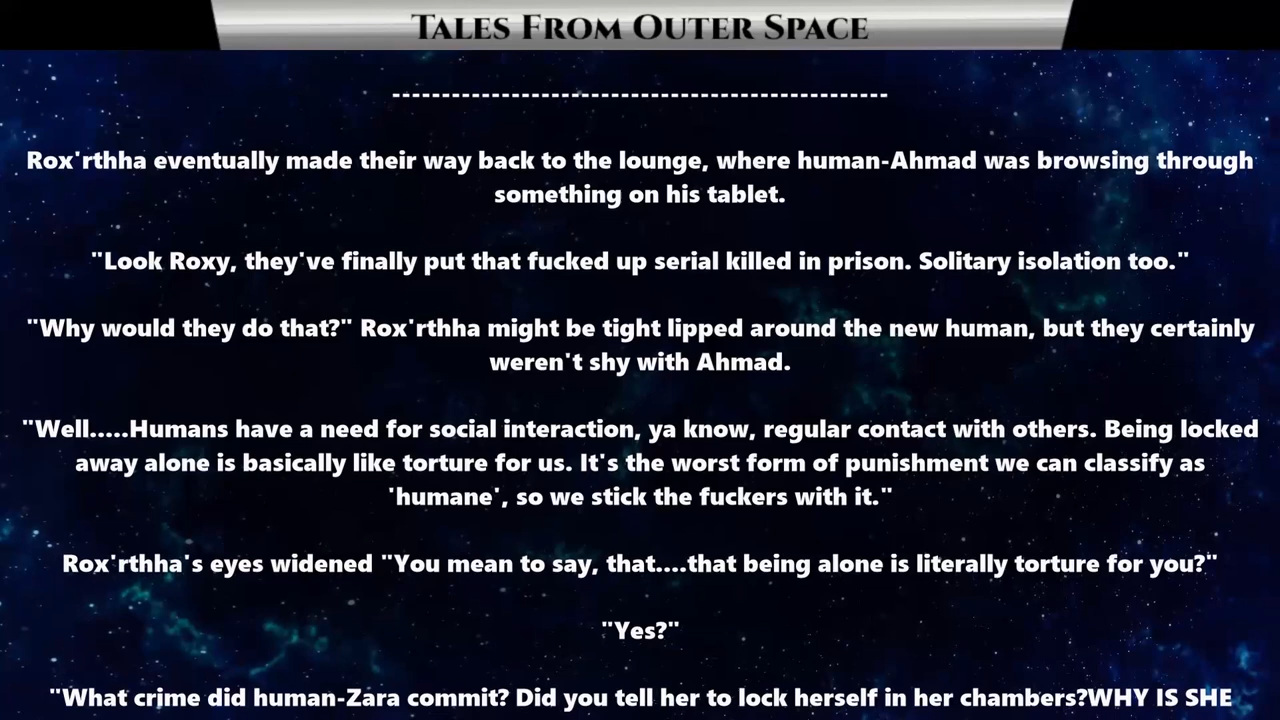 Tales From Outer Space
--------------------------------------------------
Rox'rthha eventually made their way back to the lounge, where human-Ahmad was browsing through
something on his tablet.
"Look Roxy, they've finally put that fucked up serial killed in prison. Solitary isolation too."
"Why would they do that?" Rox'rthha might be tight lipped around the new human, but they certainly
weren't shy with Ahmad.
"Well.....Humans have a need for social interaction, ya know, regular contact with others. Being locked
away alone is basically like torture for us. It's the worst form of punishment we can classify as
'humane', so we stick the fuckers with it."
Rox'rthha's eyes widened "You mean to say, that....that being alone is literally torture for you?"
"Yes?"
"What crime did human-Zara commit? Did you tell her to lock herself in her chambers?WHY IS SHE